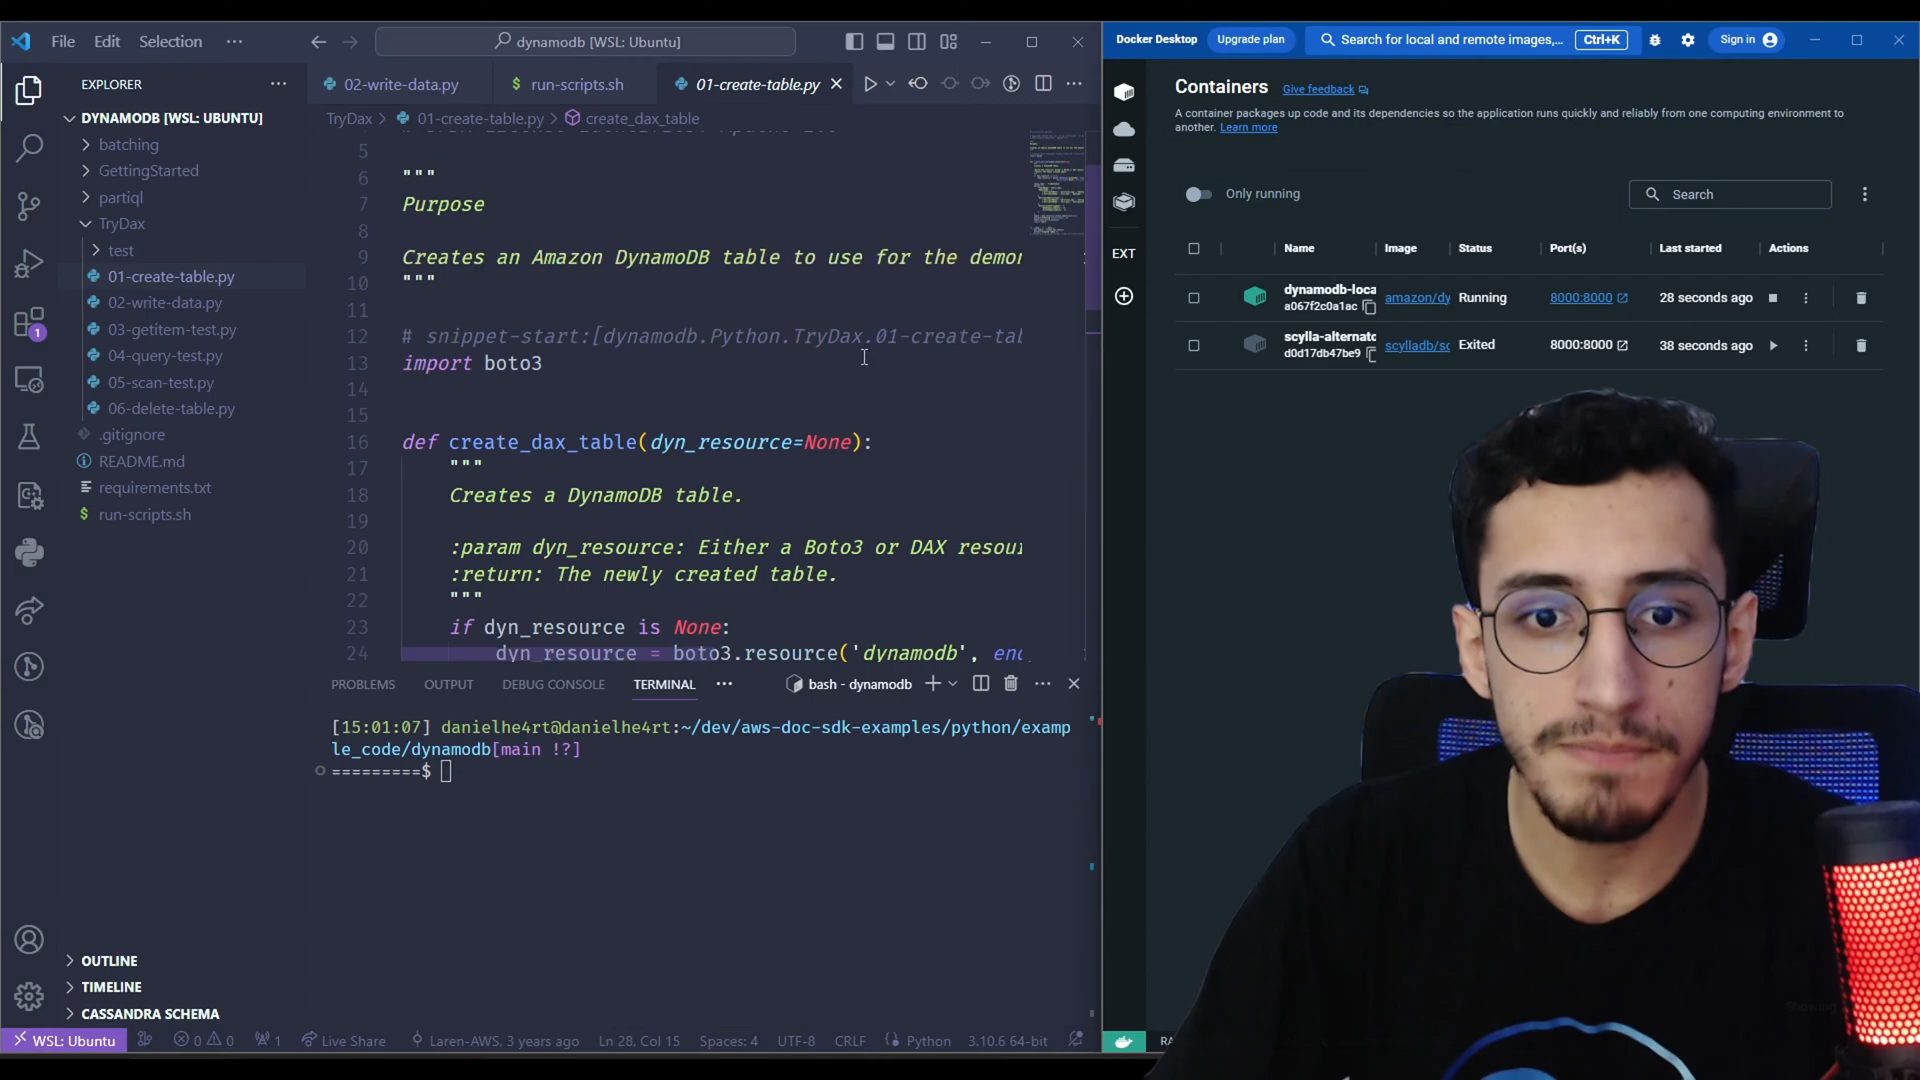 File Edit Selection ···
dynamodb [WSL: Ubuntu]
EXPLORER
DYNAMODB [WSL: UBUNTU]
batching
GettingStarted
partiql
TryDax
test
01-create-table.py
02-write-data.py
03-getitem-test.py
04-query-test.py
05-scan-test.py
06-delete-table.py
.gitignore
README.md
requirements.txt
$ run-scripts.sh
1
OUTLINE
TIMELINE
CASSANDRA SCHEMA
02-write-data.py
$ run-scripts.sh
01-create-table.py
TryDax > 01-create-table.py > create_dax_table
5
6 """
7 Purpose
8
9 Creates an Amazon DynamoDB table to use for the demon
10 """
11
12 # snippet-start:[dynamodb.Python.TryDax.01-create-tab
13 import boto3
14
15
16 def create_dax_table(dyn_resource=None):
17 """
18 Creates a DynamoDB table.
19
20 :param dyn_resource: Either a Boto3 or DAX resour
21 :return: The newly created table.
22 """
23 if dyn_resource is None:
24 dyn_resource = boto3.resource('dynamodb', end
PROBLEMS OUTPUT DEBUG CONSOLE TERMINAL ··· bash - dynamodb
[15:01:07] danielhe4rt@danielhe4rt:~/dev/aws-doc-sdk-examples/python/examp
le_code/dynamodb[main !?]
=========$
WSL: Ubuntu 0 0 1 Live Share Laren-AWS, 3 years ago Ln 28, Col 15 Spaces: 4 UTF-8 CRLF Python 3.10.6 64-bit
Docker Desktop Upgrade plan Search for local and remote images,... Ctrl+K Sign in
Containers Give feedback
A container packages up code and its dependencies so the application runs quickly and reliably from one computing environment to
another. Learn more
EXT
Only running
Search
Name Image Status Port(s) Last started Actions
dynamodb-loca
a067f2c0a1ac amazon/dy Running 8000:8000 28 seconds ago
scylla-alternato
d0d17db47be9 scylladb/sc Exited 8000:8000 38 seconds ago